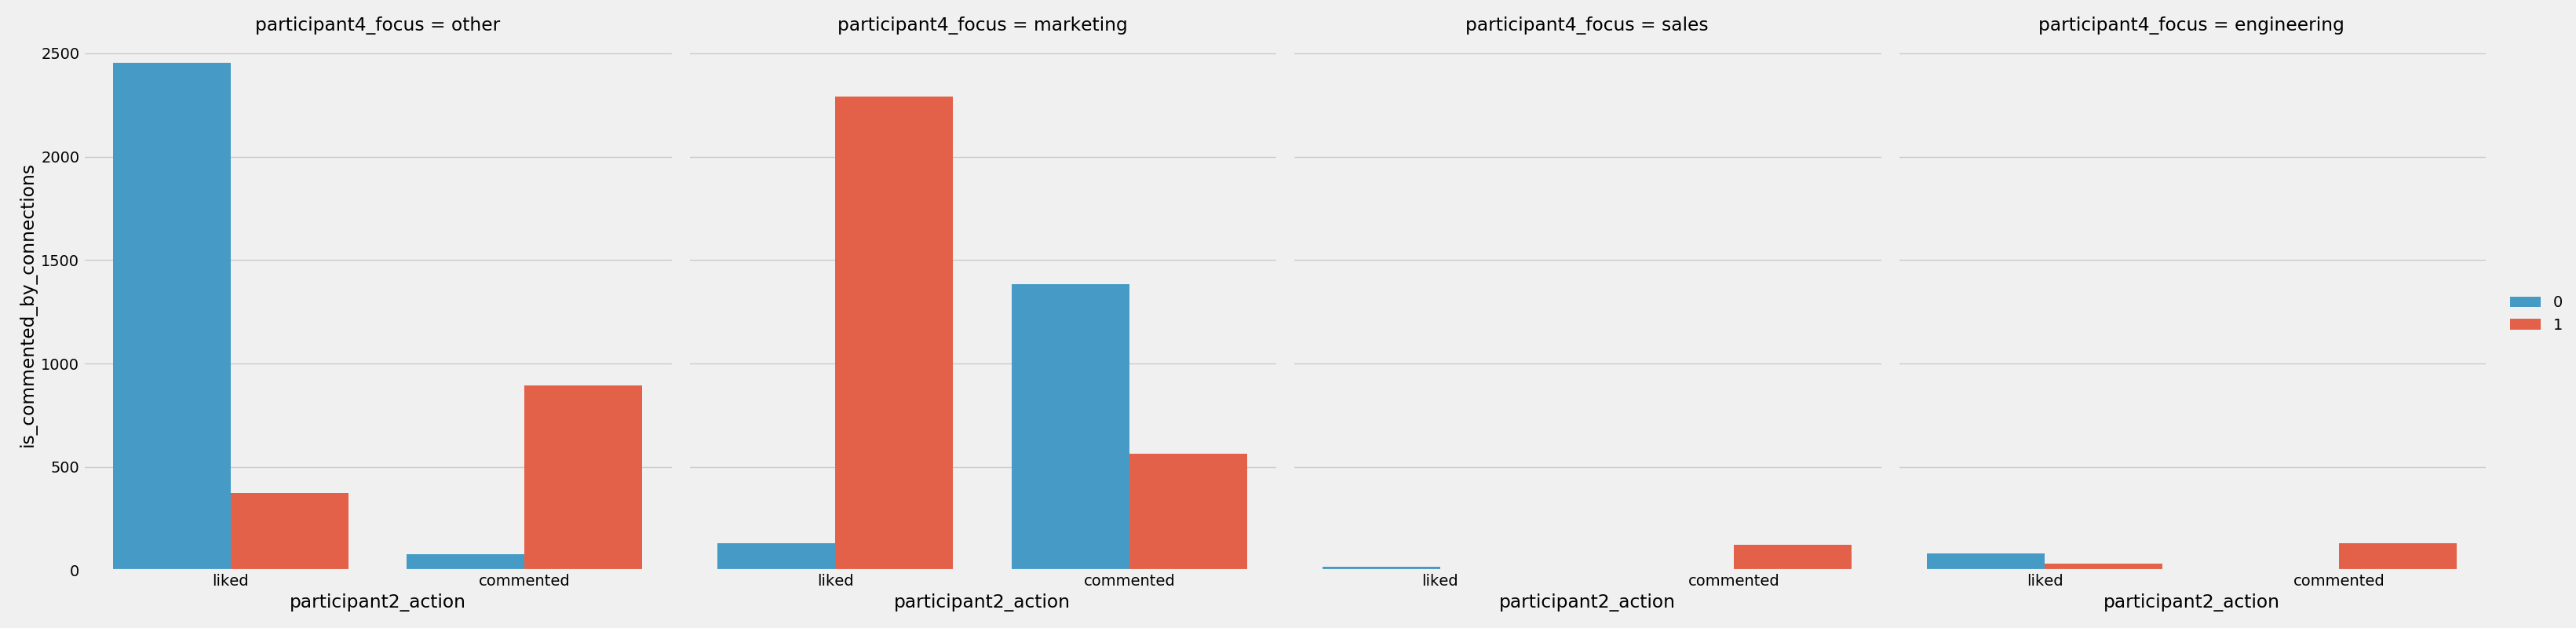 participant4_focus = other
participant4_focus = marketing
participant4_focus = sales
participant4_focus = engineering
is_commented_by_connections
2500
2000
1500
1000
500
0
liked
commented
liked
commented
liked
commented
liked
commented
participant2_action
participant2_action
participant2_action
participant2_action
0
1